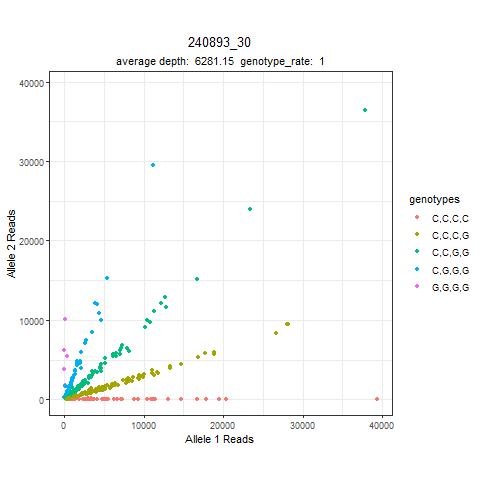 240893_30
average depth:  6281.15  genotype_rate:  1
40000
30000
20000
10000
0
Allele 2 Reads
0
10000
20000
30000
40000
Allele 1 Reads
genotypes
C,C,C,C
C,C,C,G
C,C,G,G
C,G,G,G
G,G,G,G